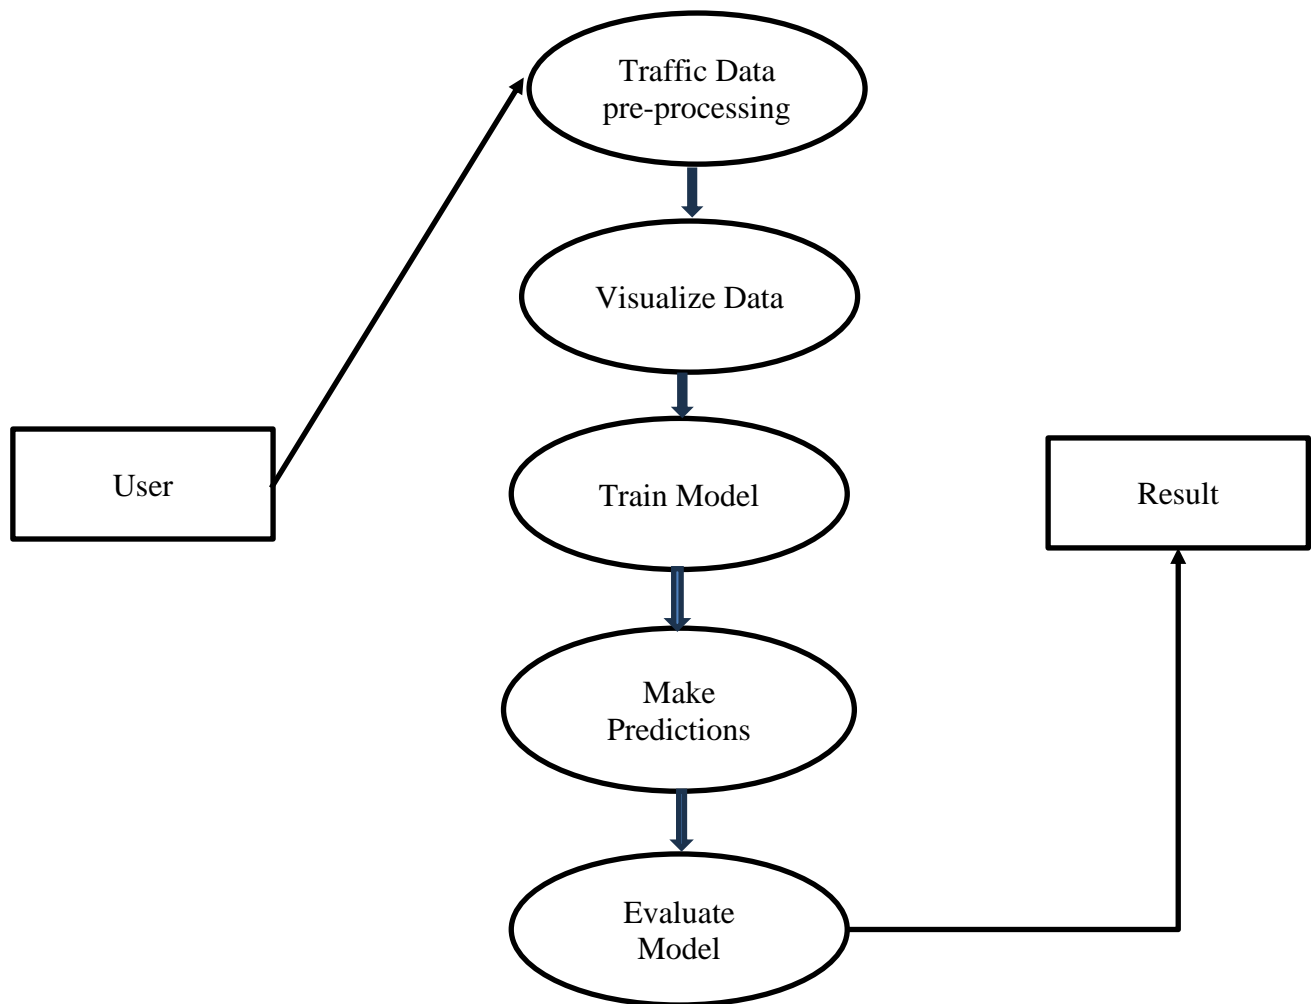 Traffic Data
pre-processing
Visualize Data
User
Train Model
Result
Make
Predictions
Evaluate
Model